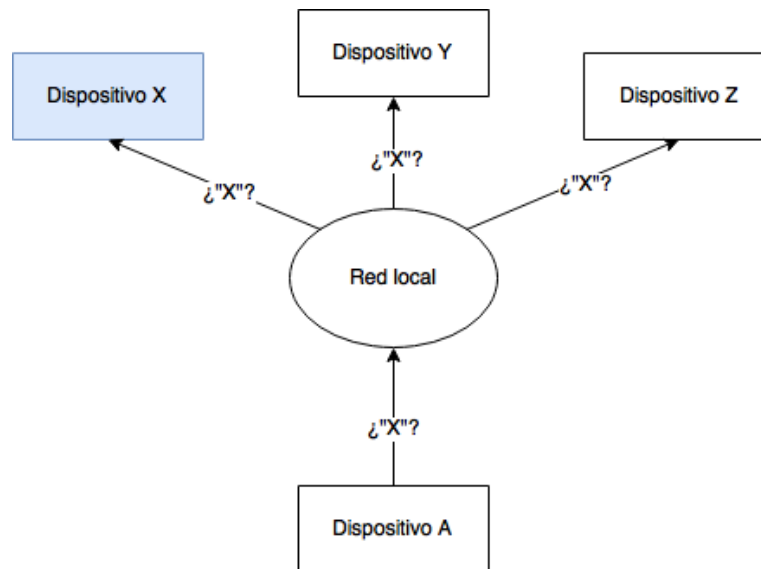 Dispositivo Y
Dispositivo X
Dispositivo Z
¿"X"?
¿"X"?
¿"X"?
Red local
¿"X"?
Dispositivo A